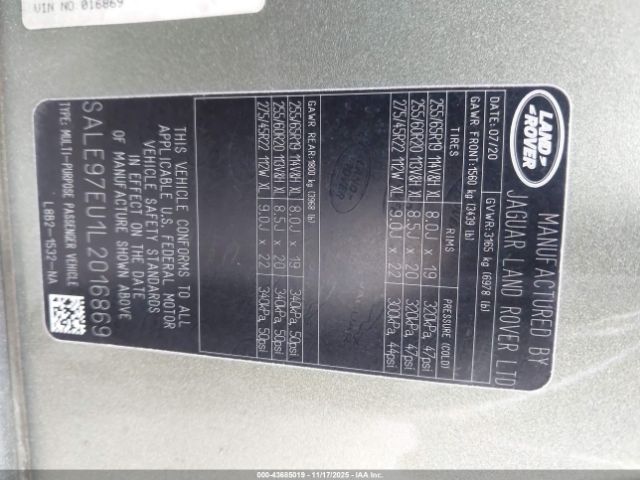 VIN NO 016869
LAND
ROVER
MANUFACTURED BY
JAGUAR LAND ROVER LTD
DATE: 07/20 GVWR: 3165 kg (6978 lb)
GAWR FRONT: 1560 kg (3439 lb)
TIRES RIMS PRESSURE (COLD)
255/65R19 114V&H XL 8.0J x 19 320kPa, 47psi
255/60R20 113V&H XL 8.5J x 20 320kPa, 47psi
275/45R22 112W XL 9.0J x 22 300kPa, 44psi
LAND
ROVER
GAWR REAR: 1800 kg (3968 lb)
255/65R19 114V&H XL 8.0J x 19 340kPa, 50psi
255/60R20 113V&H XL 8.5J x 20 340kPa, 50psi
275/45R22 112W XL 9.0J x 22 340kPa, 50psi
THIS VEHICLE CONFORMS TO ALL
APPLICABLE U.S. FEDERAL MOTOR
VEHICLE SAFETY STANDARDS
IN EFFECT ON THE DATE
OF MANUFACTURE SHOWN ABOVE
SALE97EU1L2016869
TYPE: MULTI-PURPOSE PASSENGER VEHICLE
L8B2-1532-NA
000-43685019 - 11/17/2025 - IAAI.CA